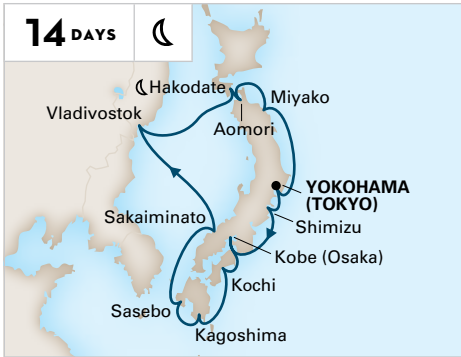 14 DAYS
Hakodate
Miyako
Vladivostok
Aomori
YOKOHAMA
(TOKYO)
Sakaiminato
Shimizu
Kobe (Osaka)
Kochi
Sasebo
Kagoshima